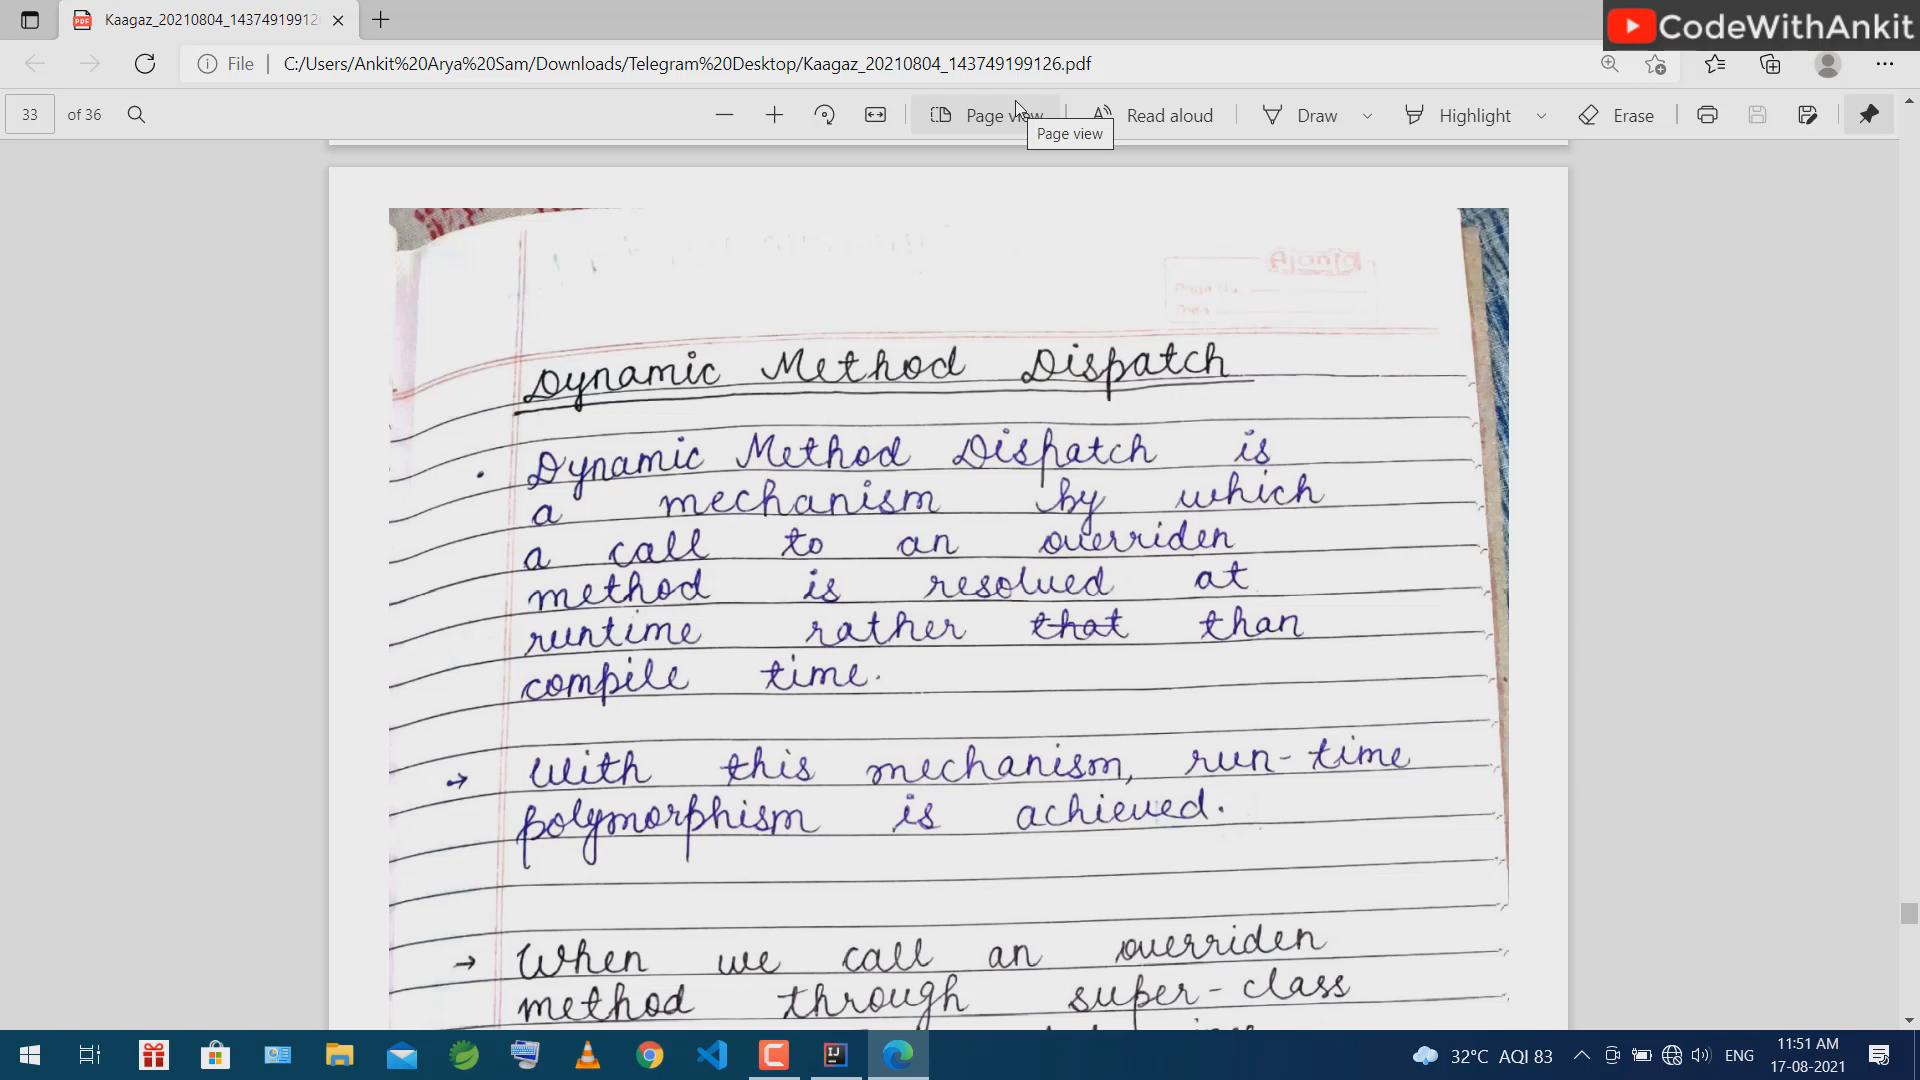 Kaagaz_20210804_14374919912
CodeWithAnkit
File
C:/Users/Ankit%20Arya%20Sam/Downloads/Telegram%20Desktop/Kaagaz_20210804_143749199126.pdf
33 of 36
Page view
Read aloud
Draw
Highlight
Erase
Page view
Ajanta
Dynamic Method Dispatch
. Dynamic Method Dispatch is
a mechanism by which
a call to an overriden
method is resolved at
runtime rather that than
compile time.
→ With this mechanism, run-time
polymorphism is achieved.
→ When we call an overriden
method through super-class
32°C AQI 83
ENG
11:51 AM
17-08-2021